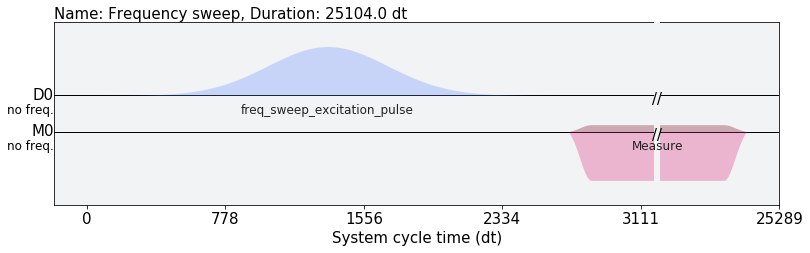 Name: Frequency sweep, Duration: 25104.0 dt
D0
no freq.
freq_sweep_excitation_pulse
M0
no freq.
Measure
0 778 1556 2334 3111 25289
System cycle time (dt)